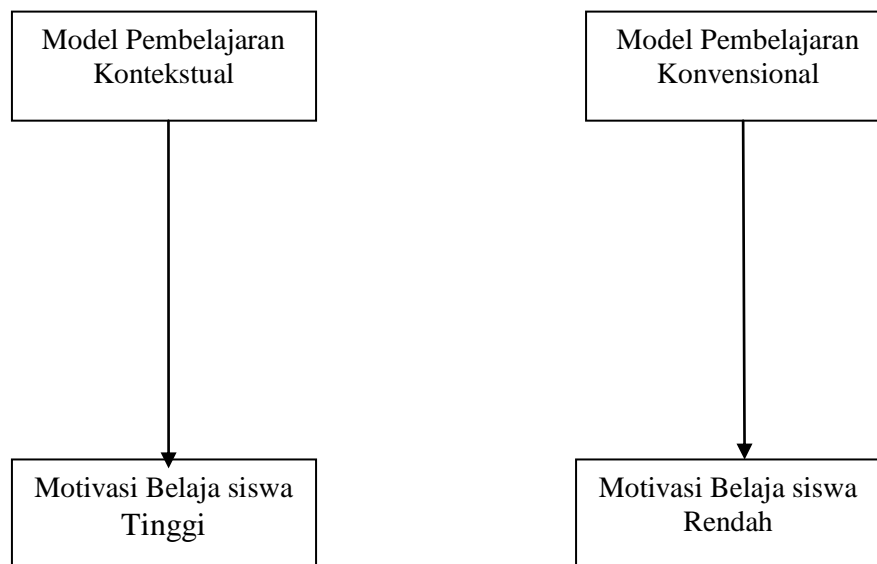 Model Pembelajaran
Kontekstual
Model Pembelajaran
Konvensional
Motivasi Belaja siswa
Tinggi
Motivasi Belaja siswa
Rendah